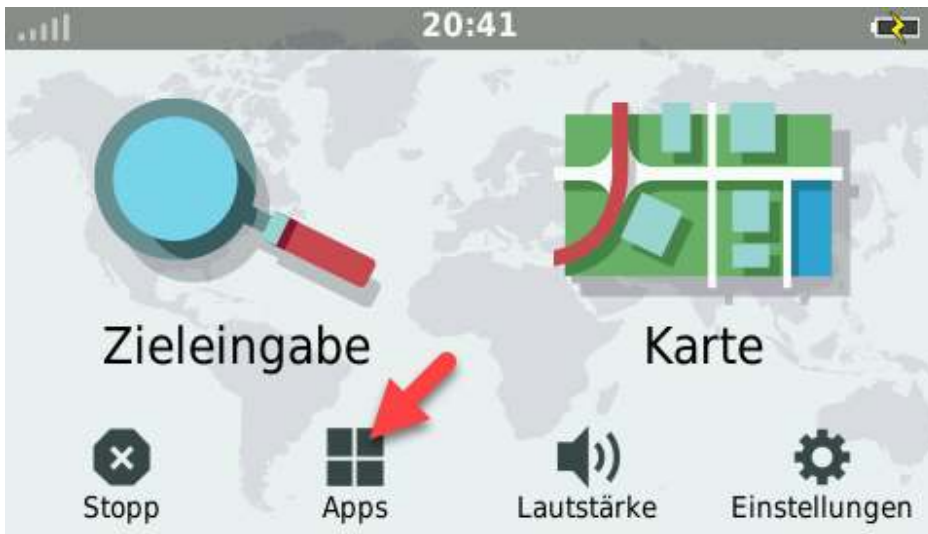 20:41
Zieleingabe
Karte
Stopp
Apps
Lautstärke
Einstellungen